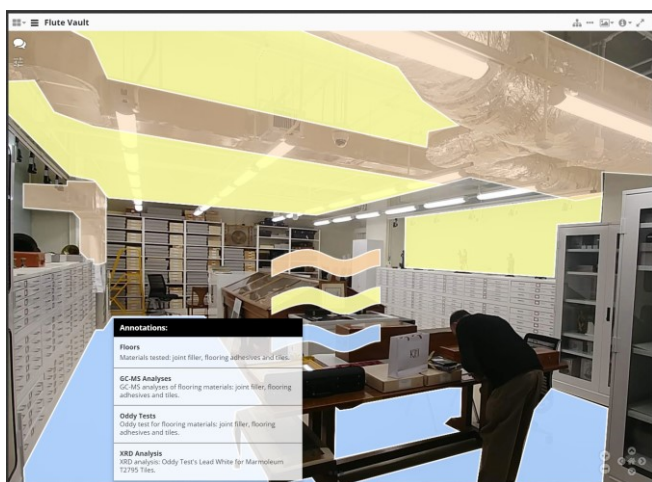 Flute Vault
Annotations:
Floors
Materials tested: joint filler, flooring adhesives and tiles.
GC-MS Analyses
GC-MS analyses of flooring materials: joint filler, flooring
adhesives and tiles.
Oddy Tests
Oddy test for flooring materials: joint filler, flooring
adhesives and tiles.
XRD Analysis
XRD analysis: Oddy Test's Lead White for Marmoleum
T2795 Tiles.